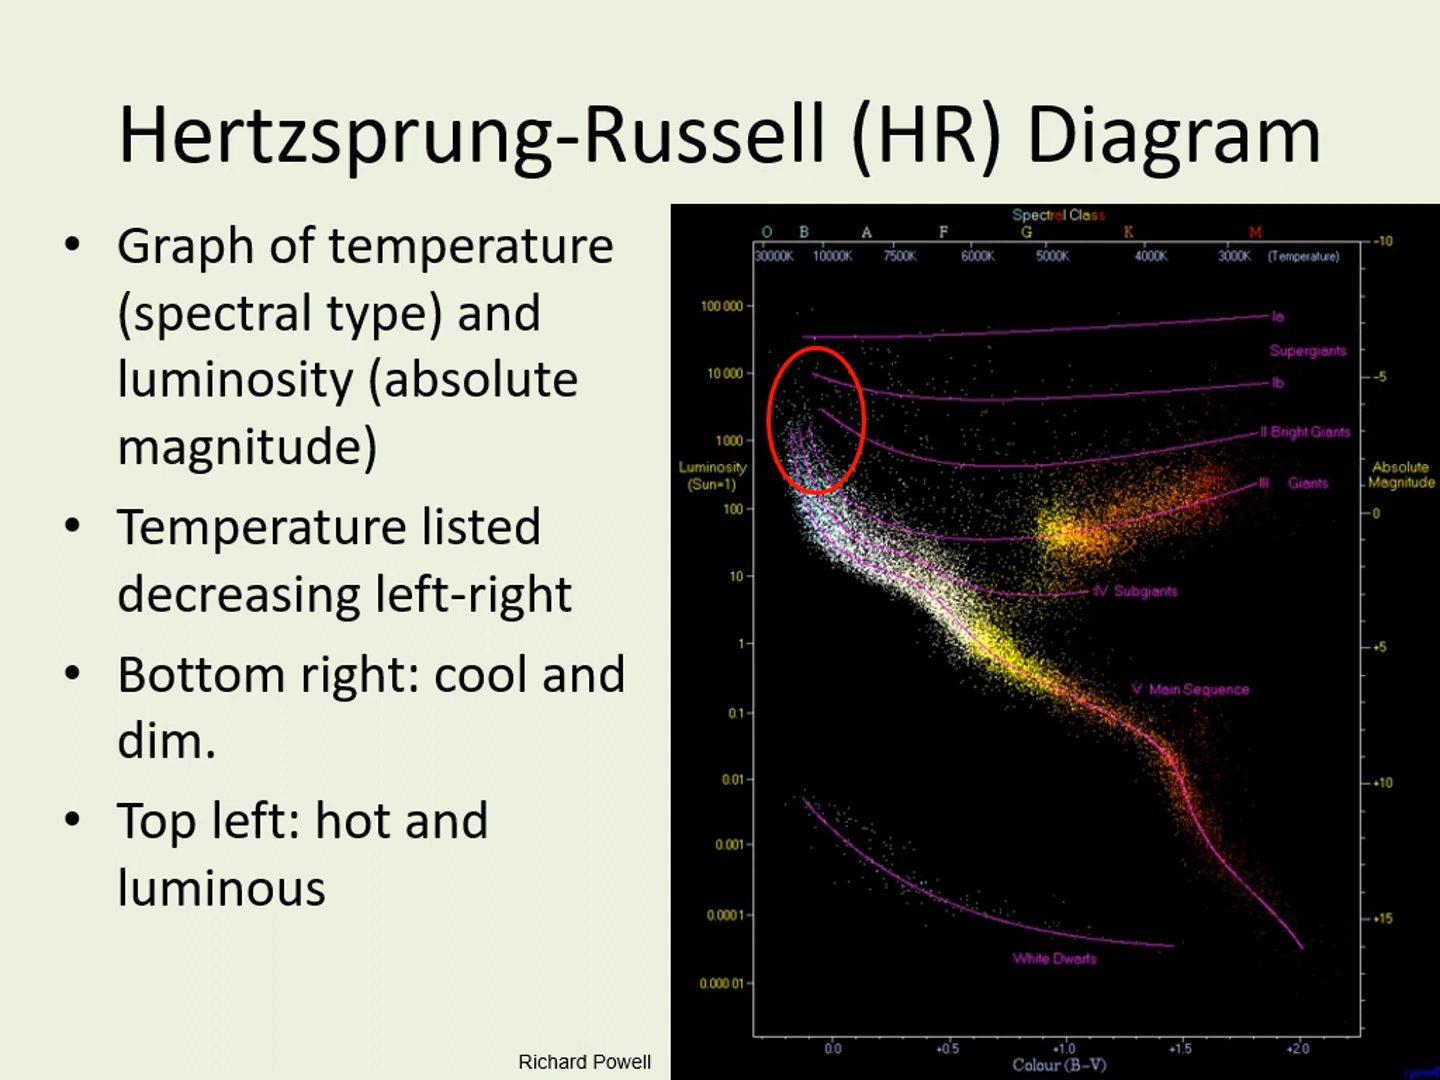 Hertzsprung-Russell (HR) Diagram
• Graph of temperature
(spectral type) and
luminosity (absolute
magnitude)
• Temperature listed
decreasing left-right
• Bottom right: cool and
dim.
• Top left: hot and
luminous
Richard Powell
Spectral Class
O B A F G K M
30000K 10000K 7500K 6000K 5000K 4000K 3000K (Temperature)
-10
100 000
Ia
Supergiants
10 000
-5
Ib
1000
II Bright Giants
Luminosity
(Sun=1)
Absolute
Magnitude
III Giants
100
0
10
IV Subgiants
1
+5
V Main Sequence
0.1
0.01
+10
0.001
0.0001
+15
White Dwarfs
0.000 01
0.0 +0.5 +1.0 +1.5 +2.0
Colour (B-V)